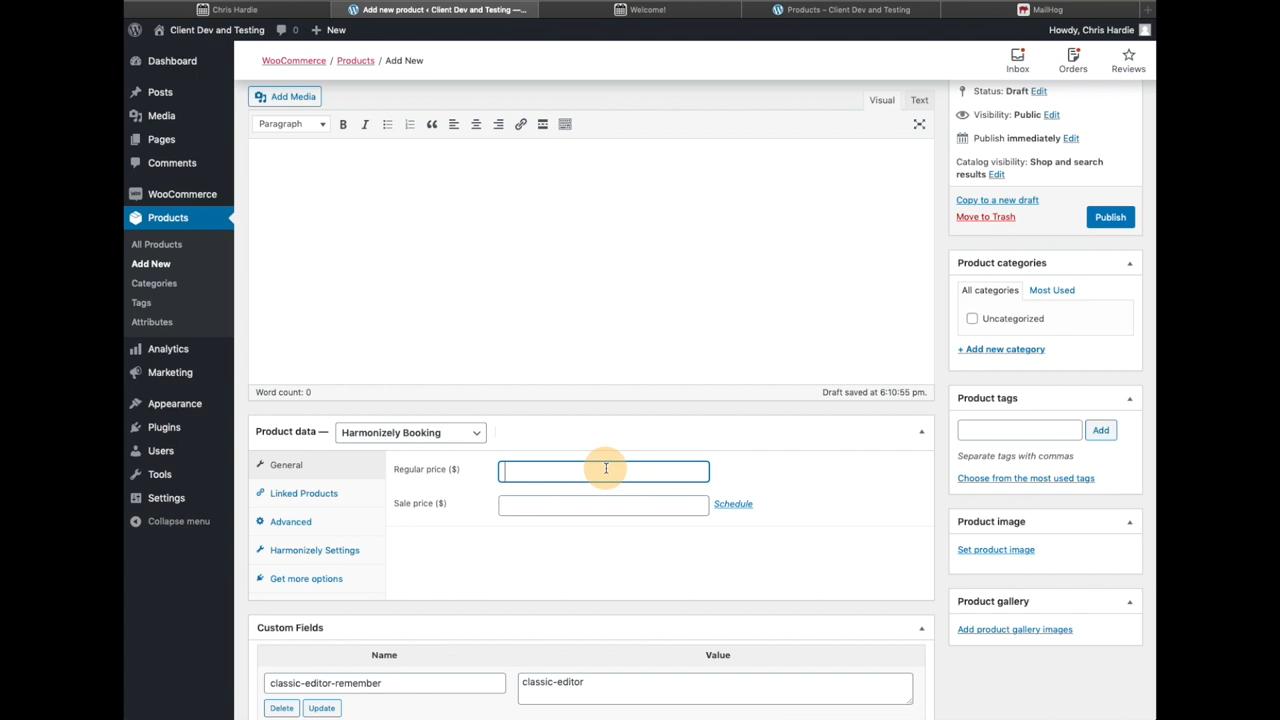 Chris Hardie
Add new product ‹ Client Dev and Testing —...
Welcome!
Products – Client Dev and Testing
MailHog
Client Dev and Testing
0
New
Howdy, Chris Hardie
Dashboard
Posts
Media
Pages
Comments
WooCommerce
Products
All Products
Add New
Categories
Tags
Attributes
Analytics
Marketing
Appearance
Plugins
Users
Tools
Settings
Collapse menu
WooCommerce / Products / Add New
Inbox
Orders
Reviews
Add Media
Visual
Text
Paragraph
Word count: 0
Draft saved at 6:10:55 pm.
Product data —
Harmonizely Booking
General
Linked Products
Advanced
Harmonizely Settings
Get more options
Regular price ($)
Sale price ($)
Schedule
Custom Fields
Name
Value
classic-editor-remember
classic-editor
Delete
Update
Status: Draft Edit
Visibility: Public Edit
Publish immediately Edit
Catalog visibility: Shop and search
results Edit
Copy to a new draft
Move to Trash
Publish
Product categories
All categories
Most Used
Uncategorized
+ Add new category
Product tags
Add
Separate tags with commas
Choose from the most used tags
Product image
Set product image
Product gallery
Add product gallery images